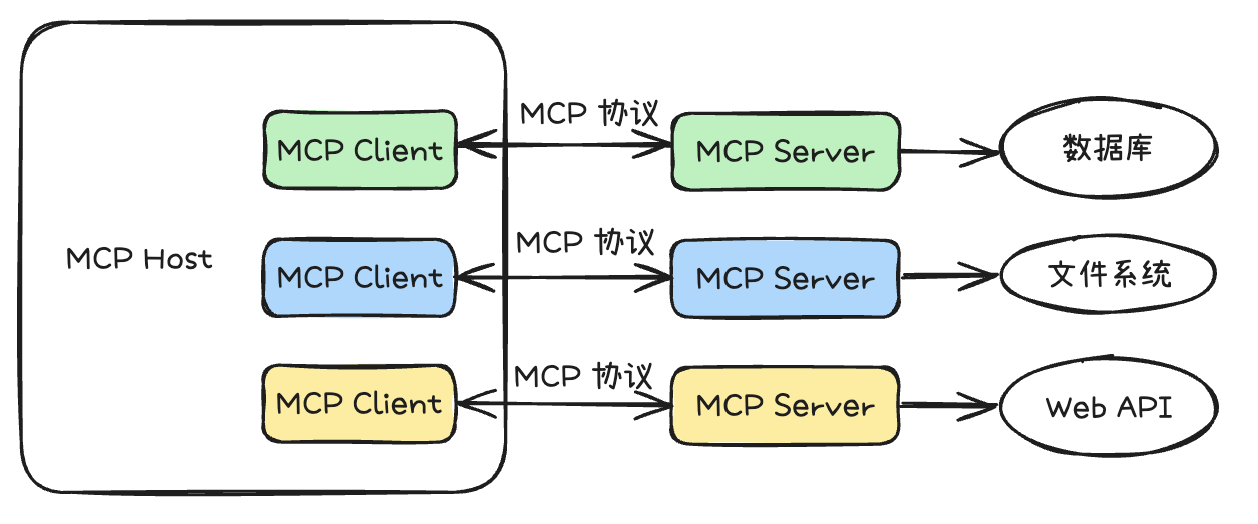 MCP 协议
MCP Client
MCP Server
数据库
MCP Host
MCP 协议
MCP Client
MCP Server
文件系统
MCP 协议
MCP Client
MCP Server
Web API